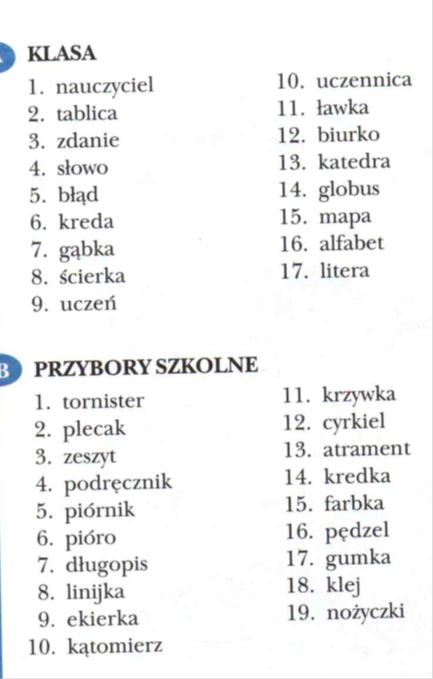 A
KLASA
1. nauczyciel
2. tablica
3. zdanie
4. słowo
5. błąd
6. kreda
7. gąbka
8. ścierka
9. uczeń
10. uczennica
11. ławka
12. biurko
13. katedra
14. globus
15. mapa
16. alfabet
17. litera
B PRZYBORY SZKOLNE
1. tornister
2. plecak
3. zeszyt
4. podręcznik
5. piórnik
6. pióro
7. długopis
8. linijka
9. ekierka
10. kątomierz
11. krzywka
12. cyrkiel
13. atrament
14. kredka
15. farbka
16. pędzel
17. gumka
18. klej
19. nożyczki